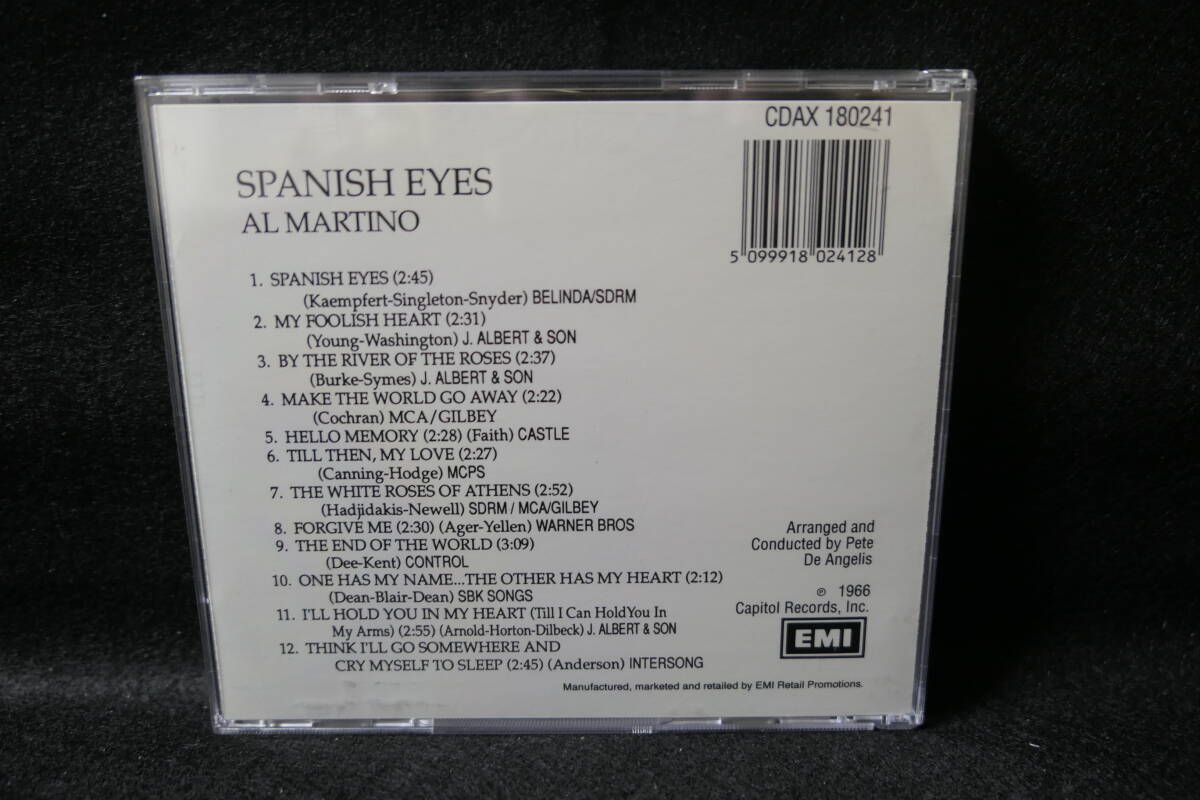 CDAX 180241
5 099918 024128
SPANISH EYES
AL MARTINO
1. SPANISH EYES (2:45)
(Kaempfert-Singleton-Snyder) BELINDA/SDRM
2. MY FOOLISH HEART (2:31)
(Young-Washington) J. ALBERT & SON
3. BY THE RIVER OF THE ROSES (2:37)
(Burke-Symes) J. ALBERT & SON
4. MAKE THE WORLD GO AWAY (2:22)
(Cochran) MCA/GILBEY
5. HELLO MEMORY (2:28) (Faith) CASTLE
6. TILL THEN, MY LOVE (2:27)
(Canning-Hodge) MCPS
7. THE WHITE ROSES OF ATHENS (2:52)
(Hadjidakis-Newell) SDRM / MCA/GILBEY
8. FORGIVE ME (2:30) (Ager-Yellen) WARNER BROS
9. THE END OF THE WORLD (3:09)
(Dee-Kent) CONTROL
10. ONE HAS MY NAME...THE OTHER HAS MY HEART (2:12)
(Dean-Blair-Dean) SBK SONGS
11. I'LL HOLD YOU IN MY HEART (Till I Can HoldYou In
My Arms) (2:55) (Arnold-Horton-Dilbeck) J. ALBERT & SON
12. THINK I'LL GO SOMEWHERE AND
CRY MYSELF TO SLEEP (2:45) (Anderson) INTERSONG
Arranged and
Conducted by Pete
De Angelis
℗ 1966
Capitol Records, Inc.
EMI
Manufactured, marketed and retailed by EMI Retail Promotions.